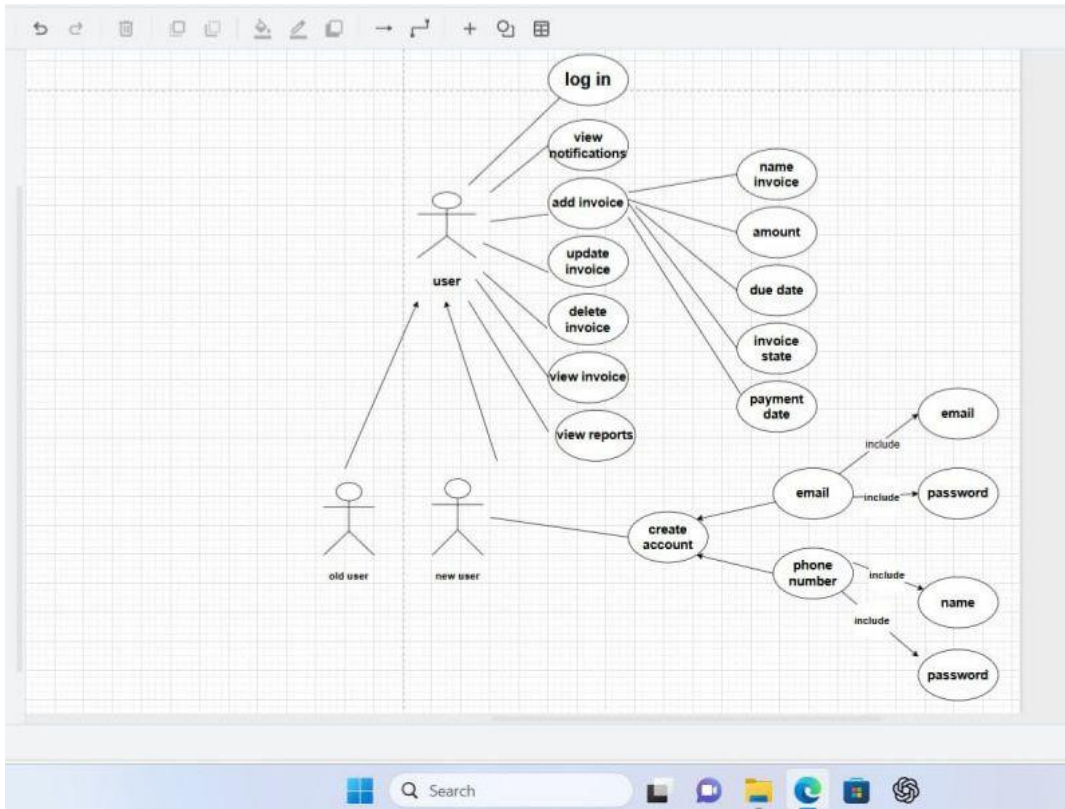 log in
view
notifications
add invoice
update
invoice
delete
invoice
view invoice
view reports
name
invoice
amount
due date
invoice
state
payment
date
user
old user
new user
create
account
email
phone
number
include
include
include
include
email
password
name
password
Search